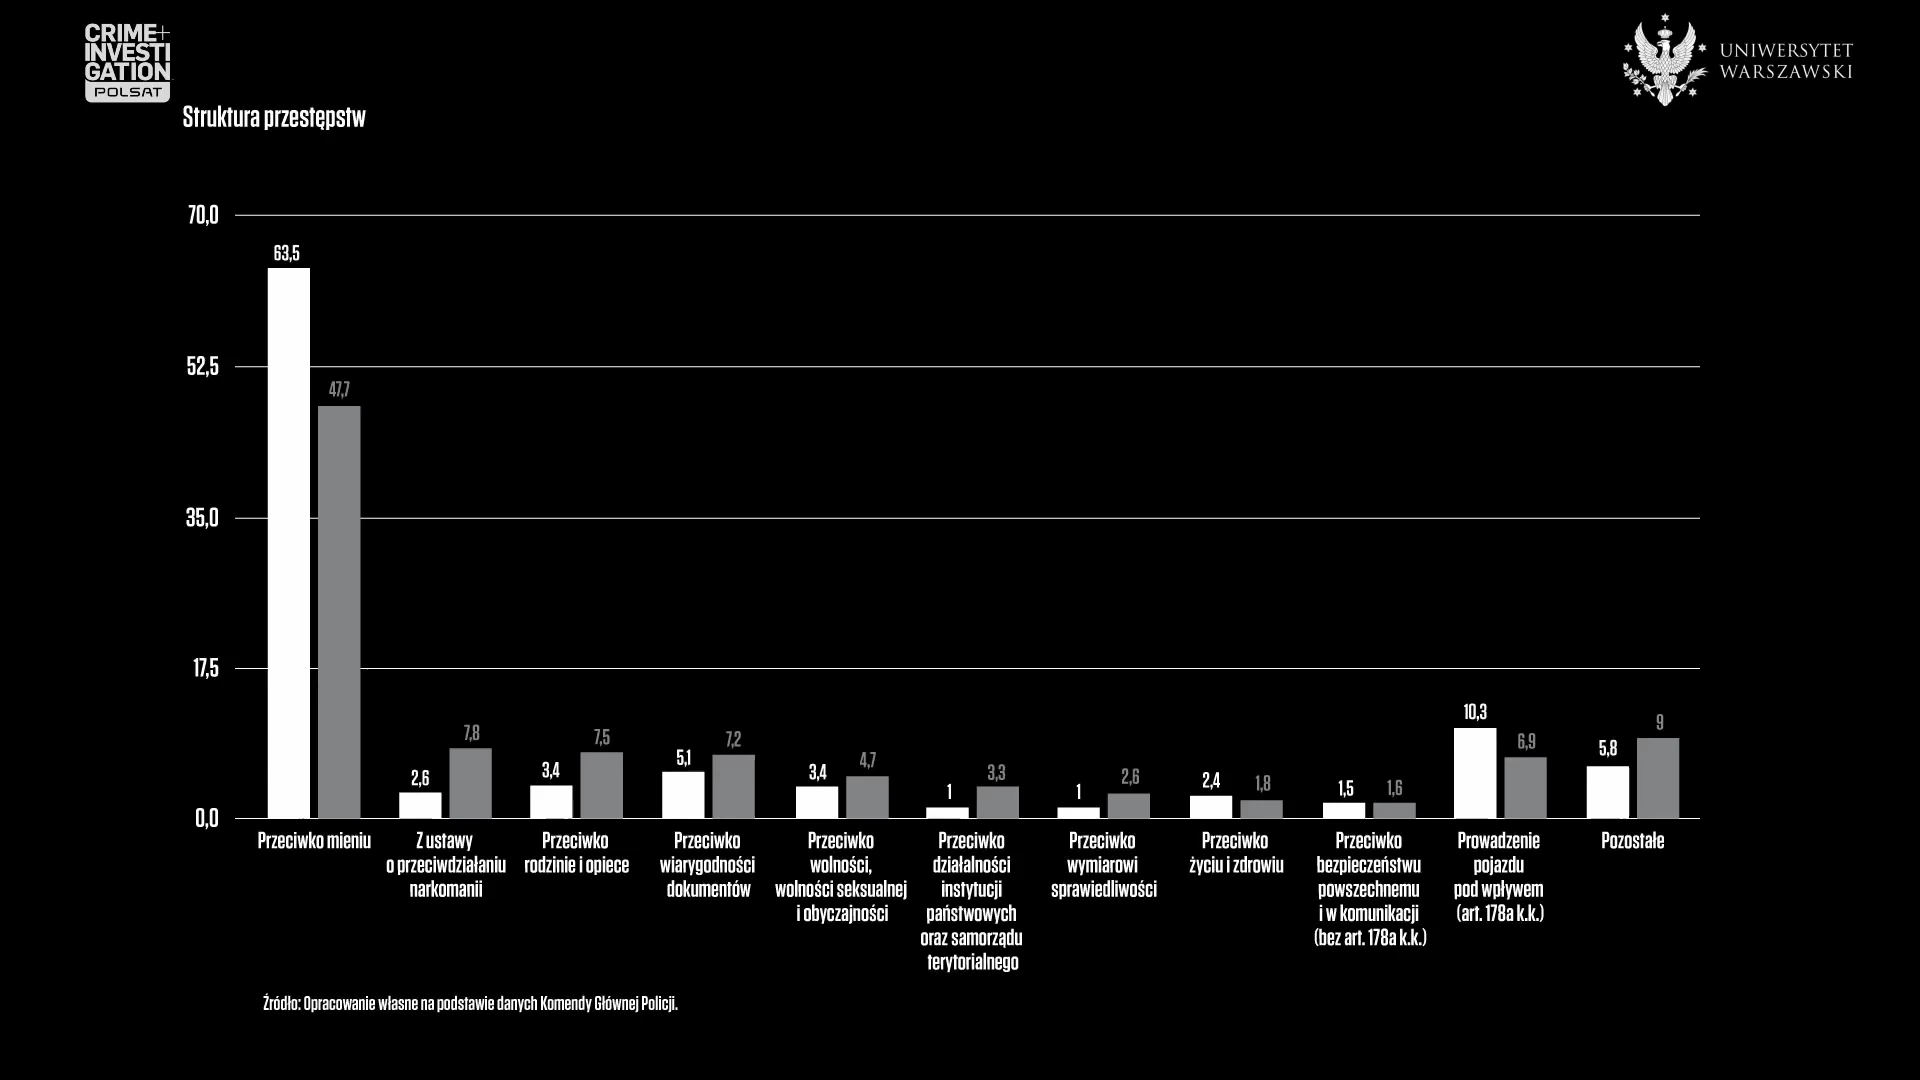 CRIME+
INVESTI
GATION
POLSAT
UNIWERSYTET
WARSZAWSKI
Struktura przestępstw
70,0
52,5
35,0
17,5
0,0
63,5
47,7
2,6
7,8
3,4
7,5
5,1
7,2
3,4
4,7
1
3,3
1
2,6
2,4
1,8
1,5
1,6
10,3
6,9
5,8
9
Przeciwko mieniu
Z ustawy
o przeciwdziałaniu
narkomanii
Przeciwko
rodzinie i opiece
Przeciwko
wiarygodności
dokumentów
Przeciwko
wolności,
wolności seksualnej
i obyczajności
Przeciwko
działalności
instytucji
państwowych
oraz samorządu
terytorialnego
Przeciwko
wymiarowi
sprawiedliwości
Przeciwko
życiu i zdrowiu
Przeciwko
bezpieczeństwu
powszechnemu
i w komunikacji
(bez art. 178a k.k.)
Prowadzenie
pojazdu
pod wpływem
(art. 178a k.k.)
Pozostałe
Źródło: Opracowanie własne na podstawie danych Komendy Głównej Policji.